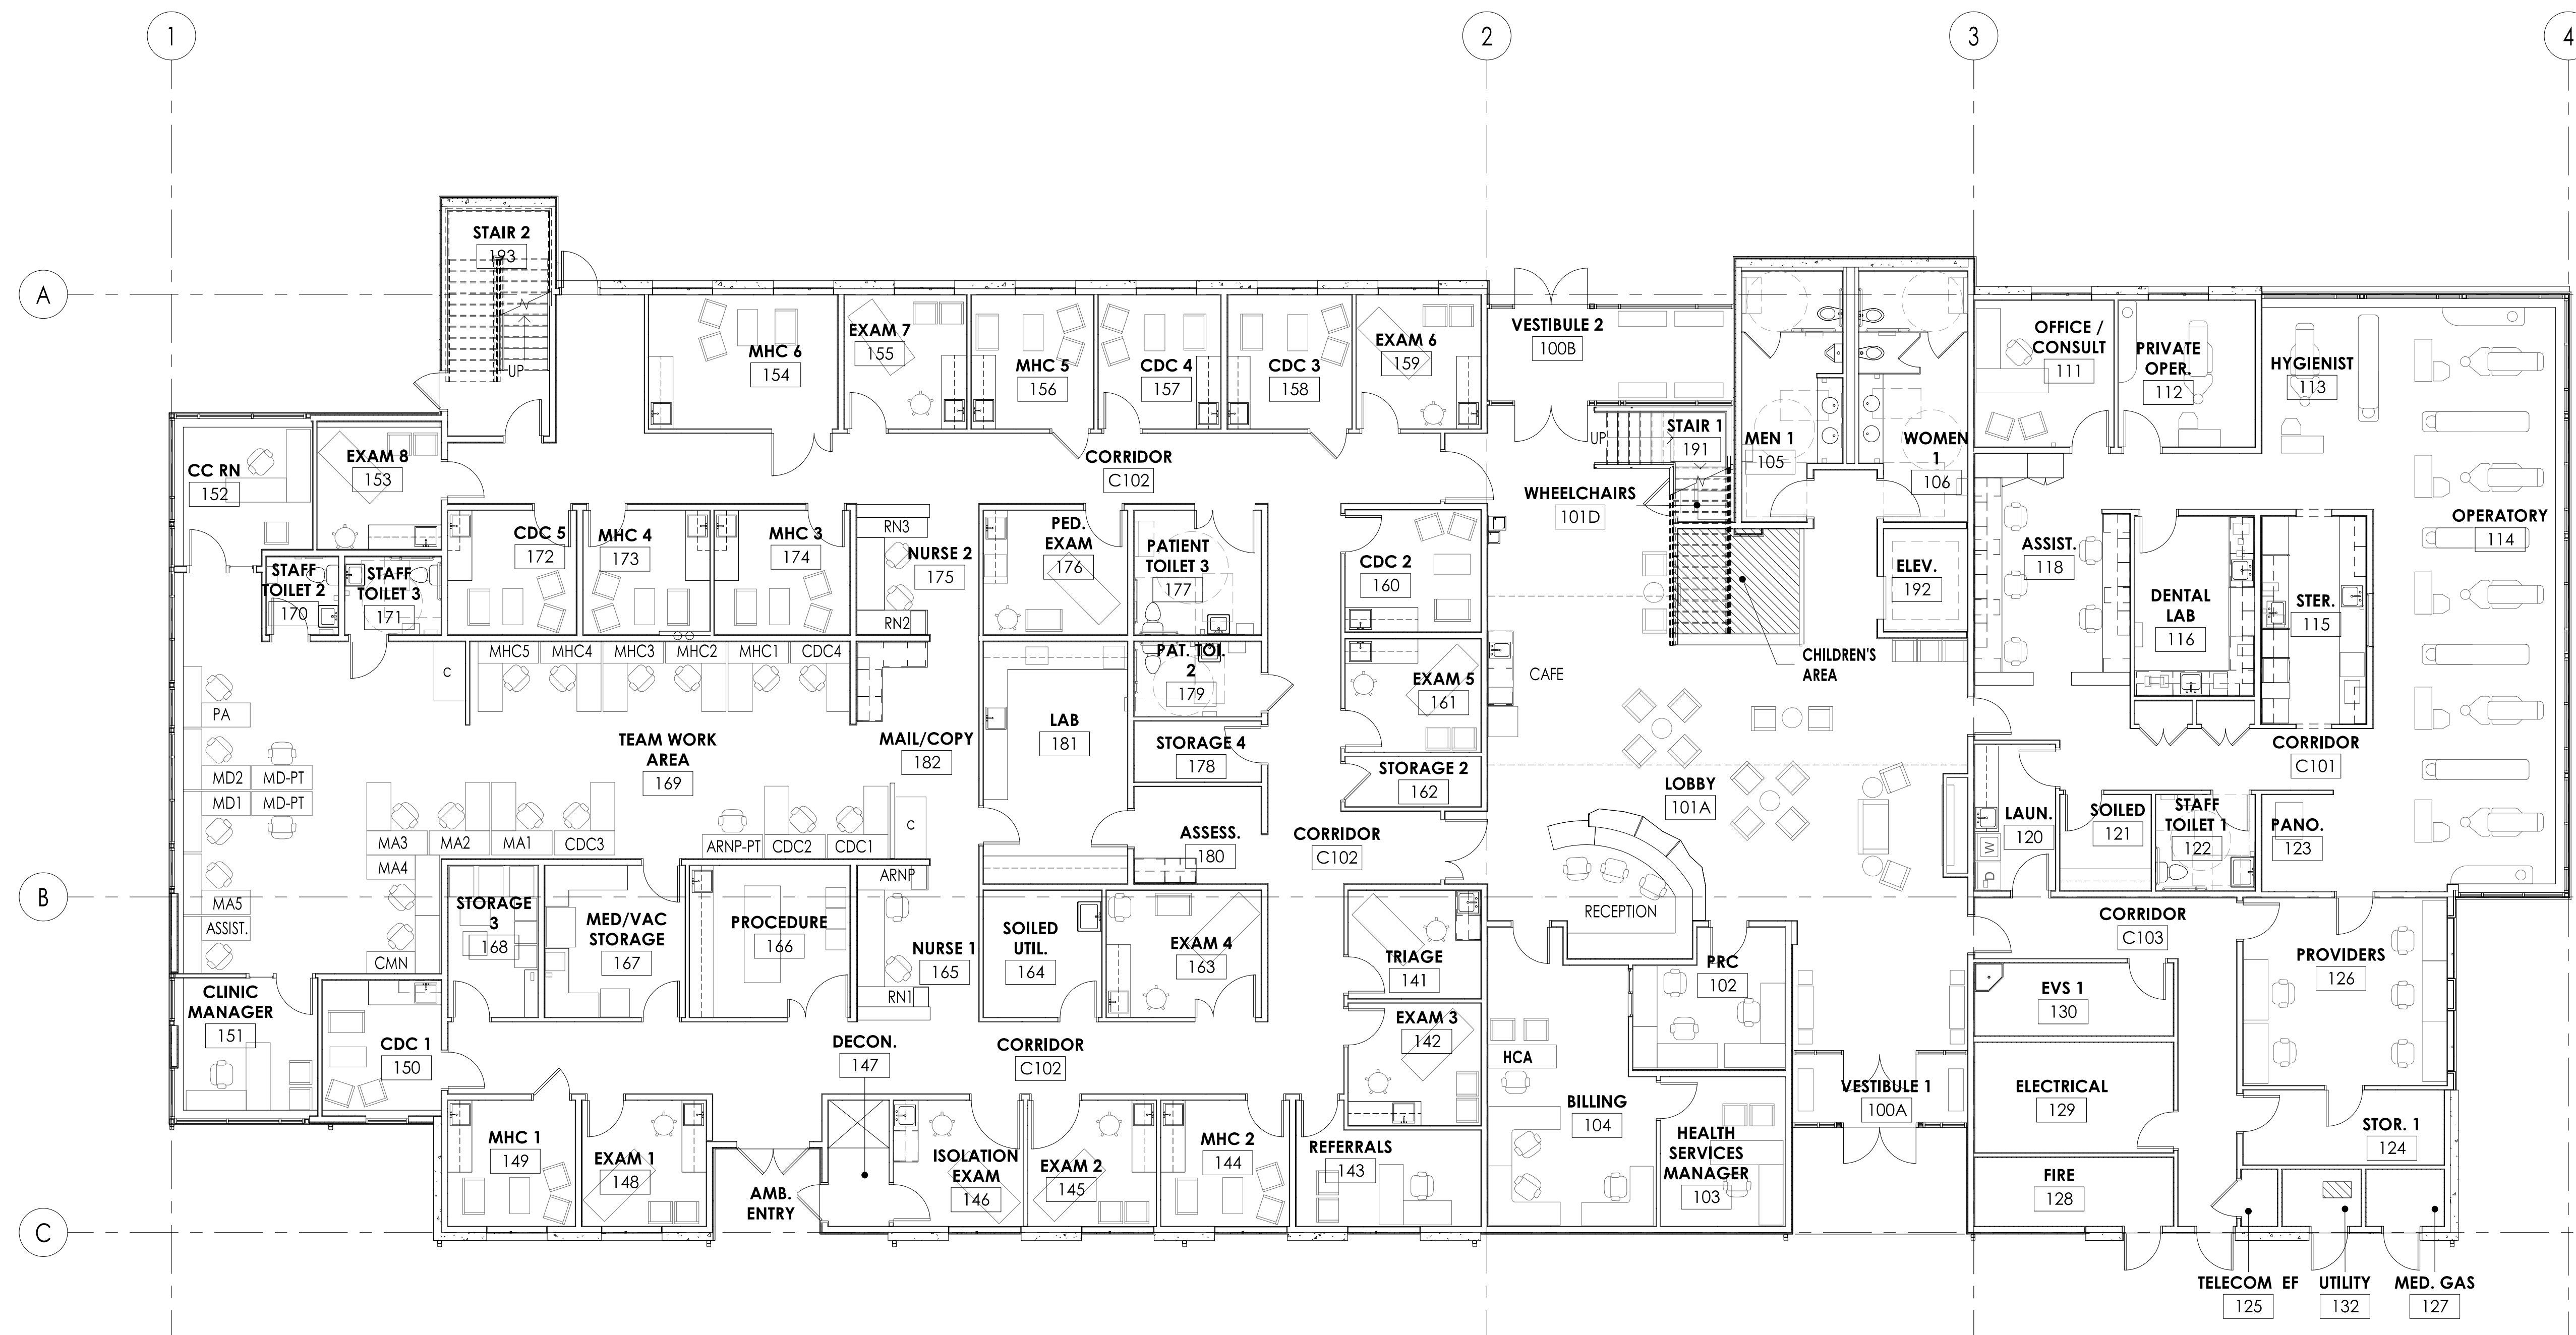 1
2
3
4
A
B
C
STAIR 2
193
UP
MHC 6
154
EXAM 7
155
MHC 5
156
CDC 4
157
CDC 3
158
EXAM 6
159
VESTIBULE 2
100B
UP
STAIR 1
191
MEN 1
105
WOMEN
1
106
OFFICE /
CONSULT
111
PRIVATE
OPER.
112
HYGIENIST
113
OPERATORY
114
CC RN
152
EXAM 8
153
CORRIDOR
C102
WHEELCHAIRS
101D
STAFF
TOILET 2
170
STAFF
TOILET 3
171
CDC 5
172
MHC 4
173
MHC 3
174
RN3
NURSE 2
175
RN2
PED.
EXAM
176
PATIENT
TOILET 3
177
CDC 2
160
ELEV.
192
ASSIST.
118
DENTAL
LAB
116
STER.
115
C
MHC5
MHC4
MHC3
MHC2
MHC1
CDC4
PAT. TOI.
2
179
EXAM 5
161
CAFE
CHILDREN'S
AREA
PA
TEAM WORK
AREA
169
MAIL/COPY
182
LAB
181
STORAGE 4
178
STORAGE 2
162
LOBBY
101A
CORRIDOR
C101
MD2
MD-PT
MD1
MD-PT
MA3
MA2
MA1
CDC3
ARNP-PT
CDC2
CDC1
C
ASSESS.
180
CORRIDOR
C102
LAUN.
120
W
D
SOILED
121
STAFF
TOILET 1
122
PANO.
123
MA4
MA5
ASSIST.
CMN
STORAGE
3
168
MED/VAC
STORAGE
167
PROCEDURE
166
ARNP
NURSE 1
165
RN1
SOILED
UTIL.
164
EXAM 4
163
TRIAGE
141
RECEPTION
PRC
102
CORRIDOR
C103
PROVIDERS
126
CLINIC
MANAGER
151
CDC 1
150
DECON.
147
CORRIDOR
C102
EXAM 3
142
HCA
EVS 1
130
BILLING
104
VESTIBULE 1
100A
ELECTRICAL
129
MHC 1
149
EXAM 1
148
AMB.
ENTRY
ISOLATION
EXAM
146
EXAM 2
145
MHC 2
144
REFERRALS
143
HEALTH
SERVICES
MANAGER
103
STOR. 1
124
FIRE
128
TELECOM EF
125
UTILITY
132
MED. GAS
127